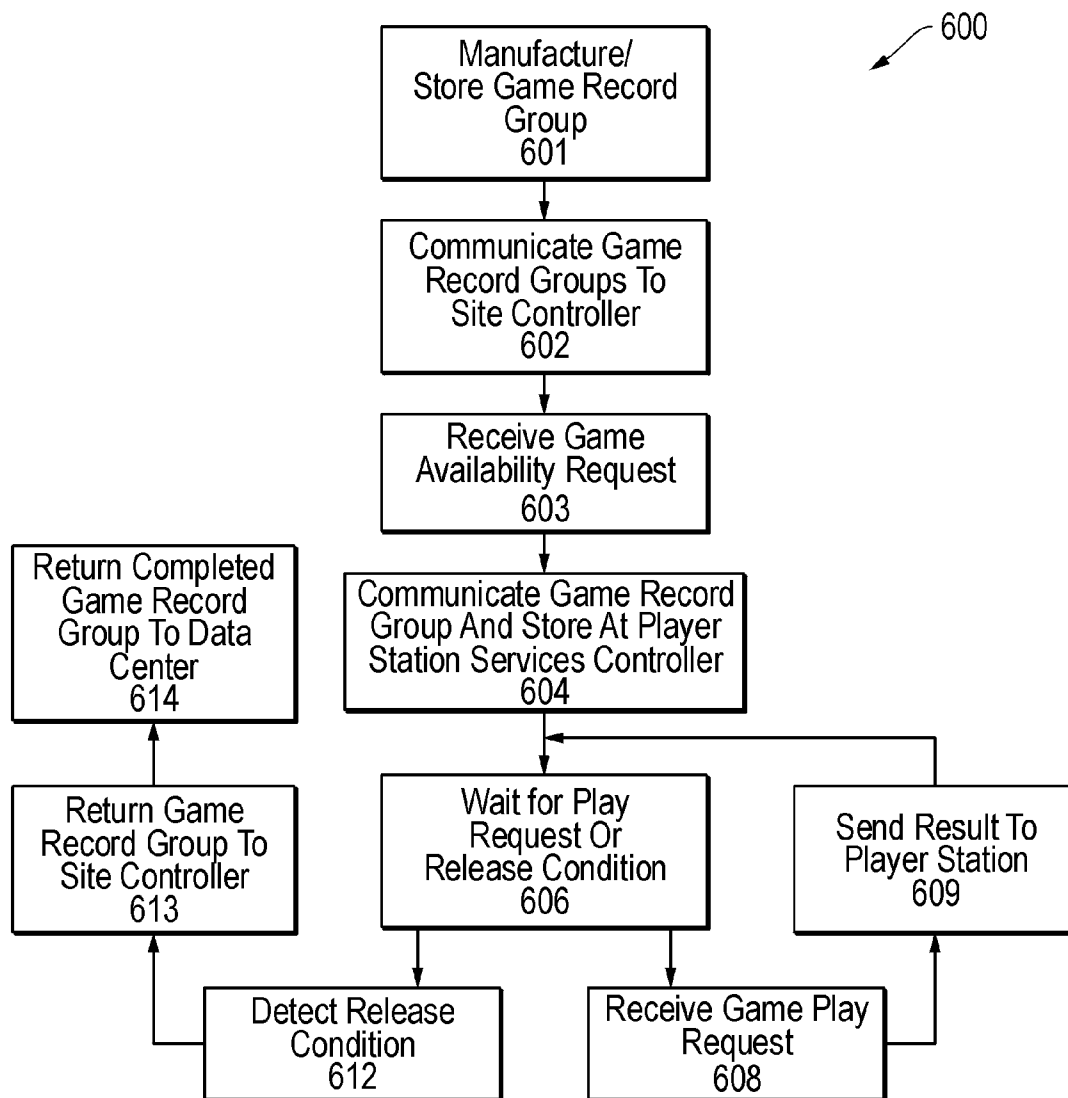 600
Manufacture/
Store Game Record
Group
601
Communicate Game
Record Groups To
Site Controller
602
Receive Game
Availability Request
603
Communicate Game Record
Group And Store At Player
Station Services Controller
604
Return Completed
Game Record
Group To Data
Center
614
Return Game
Record Group To
Site Controller
613
Wait for Play
Request Or
Release Condition
606
Send Result To
Player Station
609
Detect Release
Condition
612
Receive Game Play
Request
608